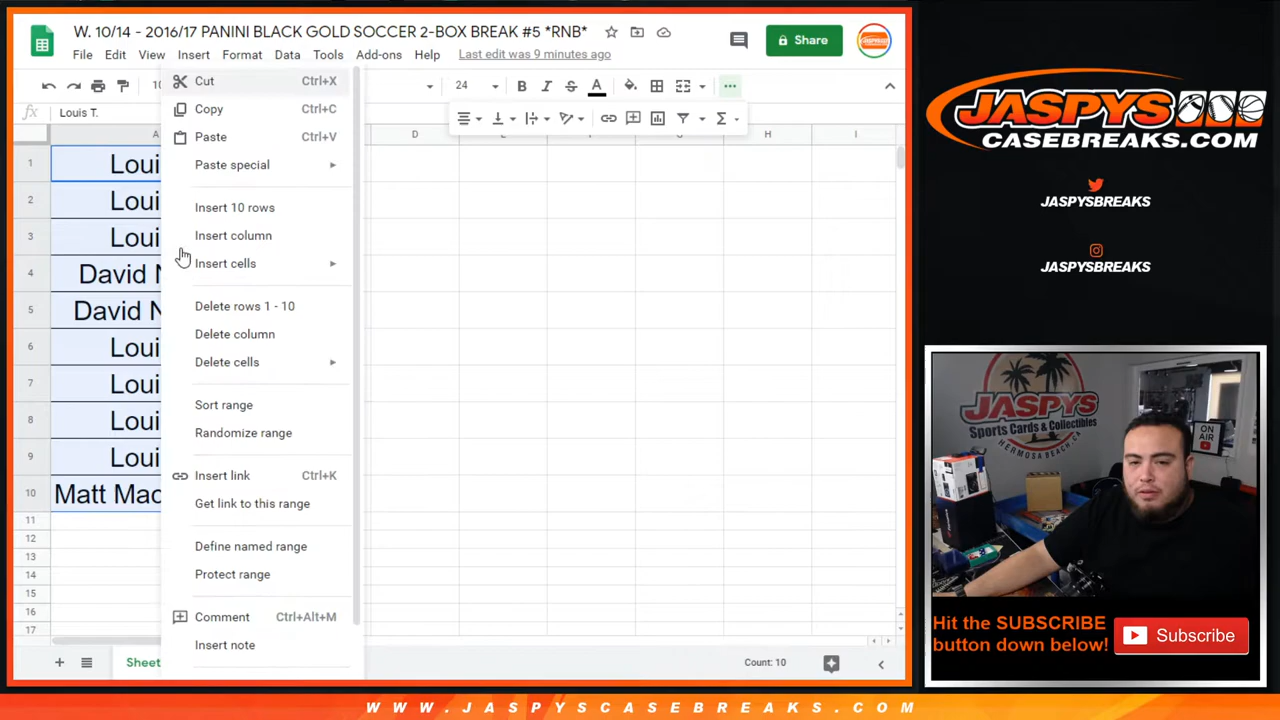 W. 10/14 - 2016/17 PANINI BLACK GOLD SOCCER 2-BOX BREAK #5 *RNB*
File Edit View Insert Format Data Tools Add-ons Help Last edit was 9 minutes ago
Share
24
Louis T.
A D H I
1 Loui
2 Loui
3 Loui
4 David N
5 David N
6 Loui
7 Loui
8 Loui
9 Loui
10 Matt Mac
11
12
13
14
15
16
17
Cut Ctrl+X
Copy Ctrl+C
Paste Ctrl+V
Paste special
Insert 10 rows
Insert column
Insert cells
Delete rows 1 - 10
Delete column
Delete cells
Sort range
Randomize range
Insert link Ctrl+K
Get link to this range
Define named range
Protect range
Comment Ctrl+Alt+M
Insert note
Sheet
Count: 10
JASPYS
CASEBREAKS.COM
JASPYSBREAKS
JASPYSBREAKS
JASPYS
Sports Cards & Collectibles
HERMOSA BEACH, CA
ON
AIR
Hit the SUBSCRIBE
button down below!
Subscribe
WWW.JASPYSCASEBREAKS.COM